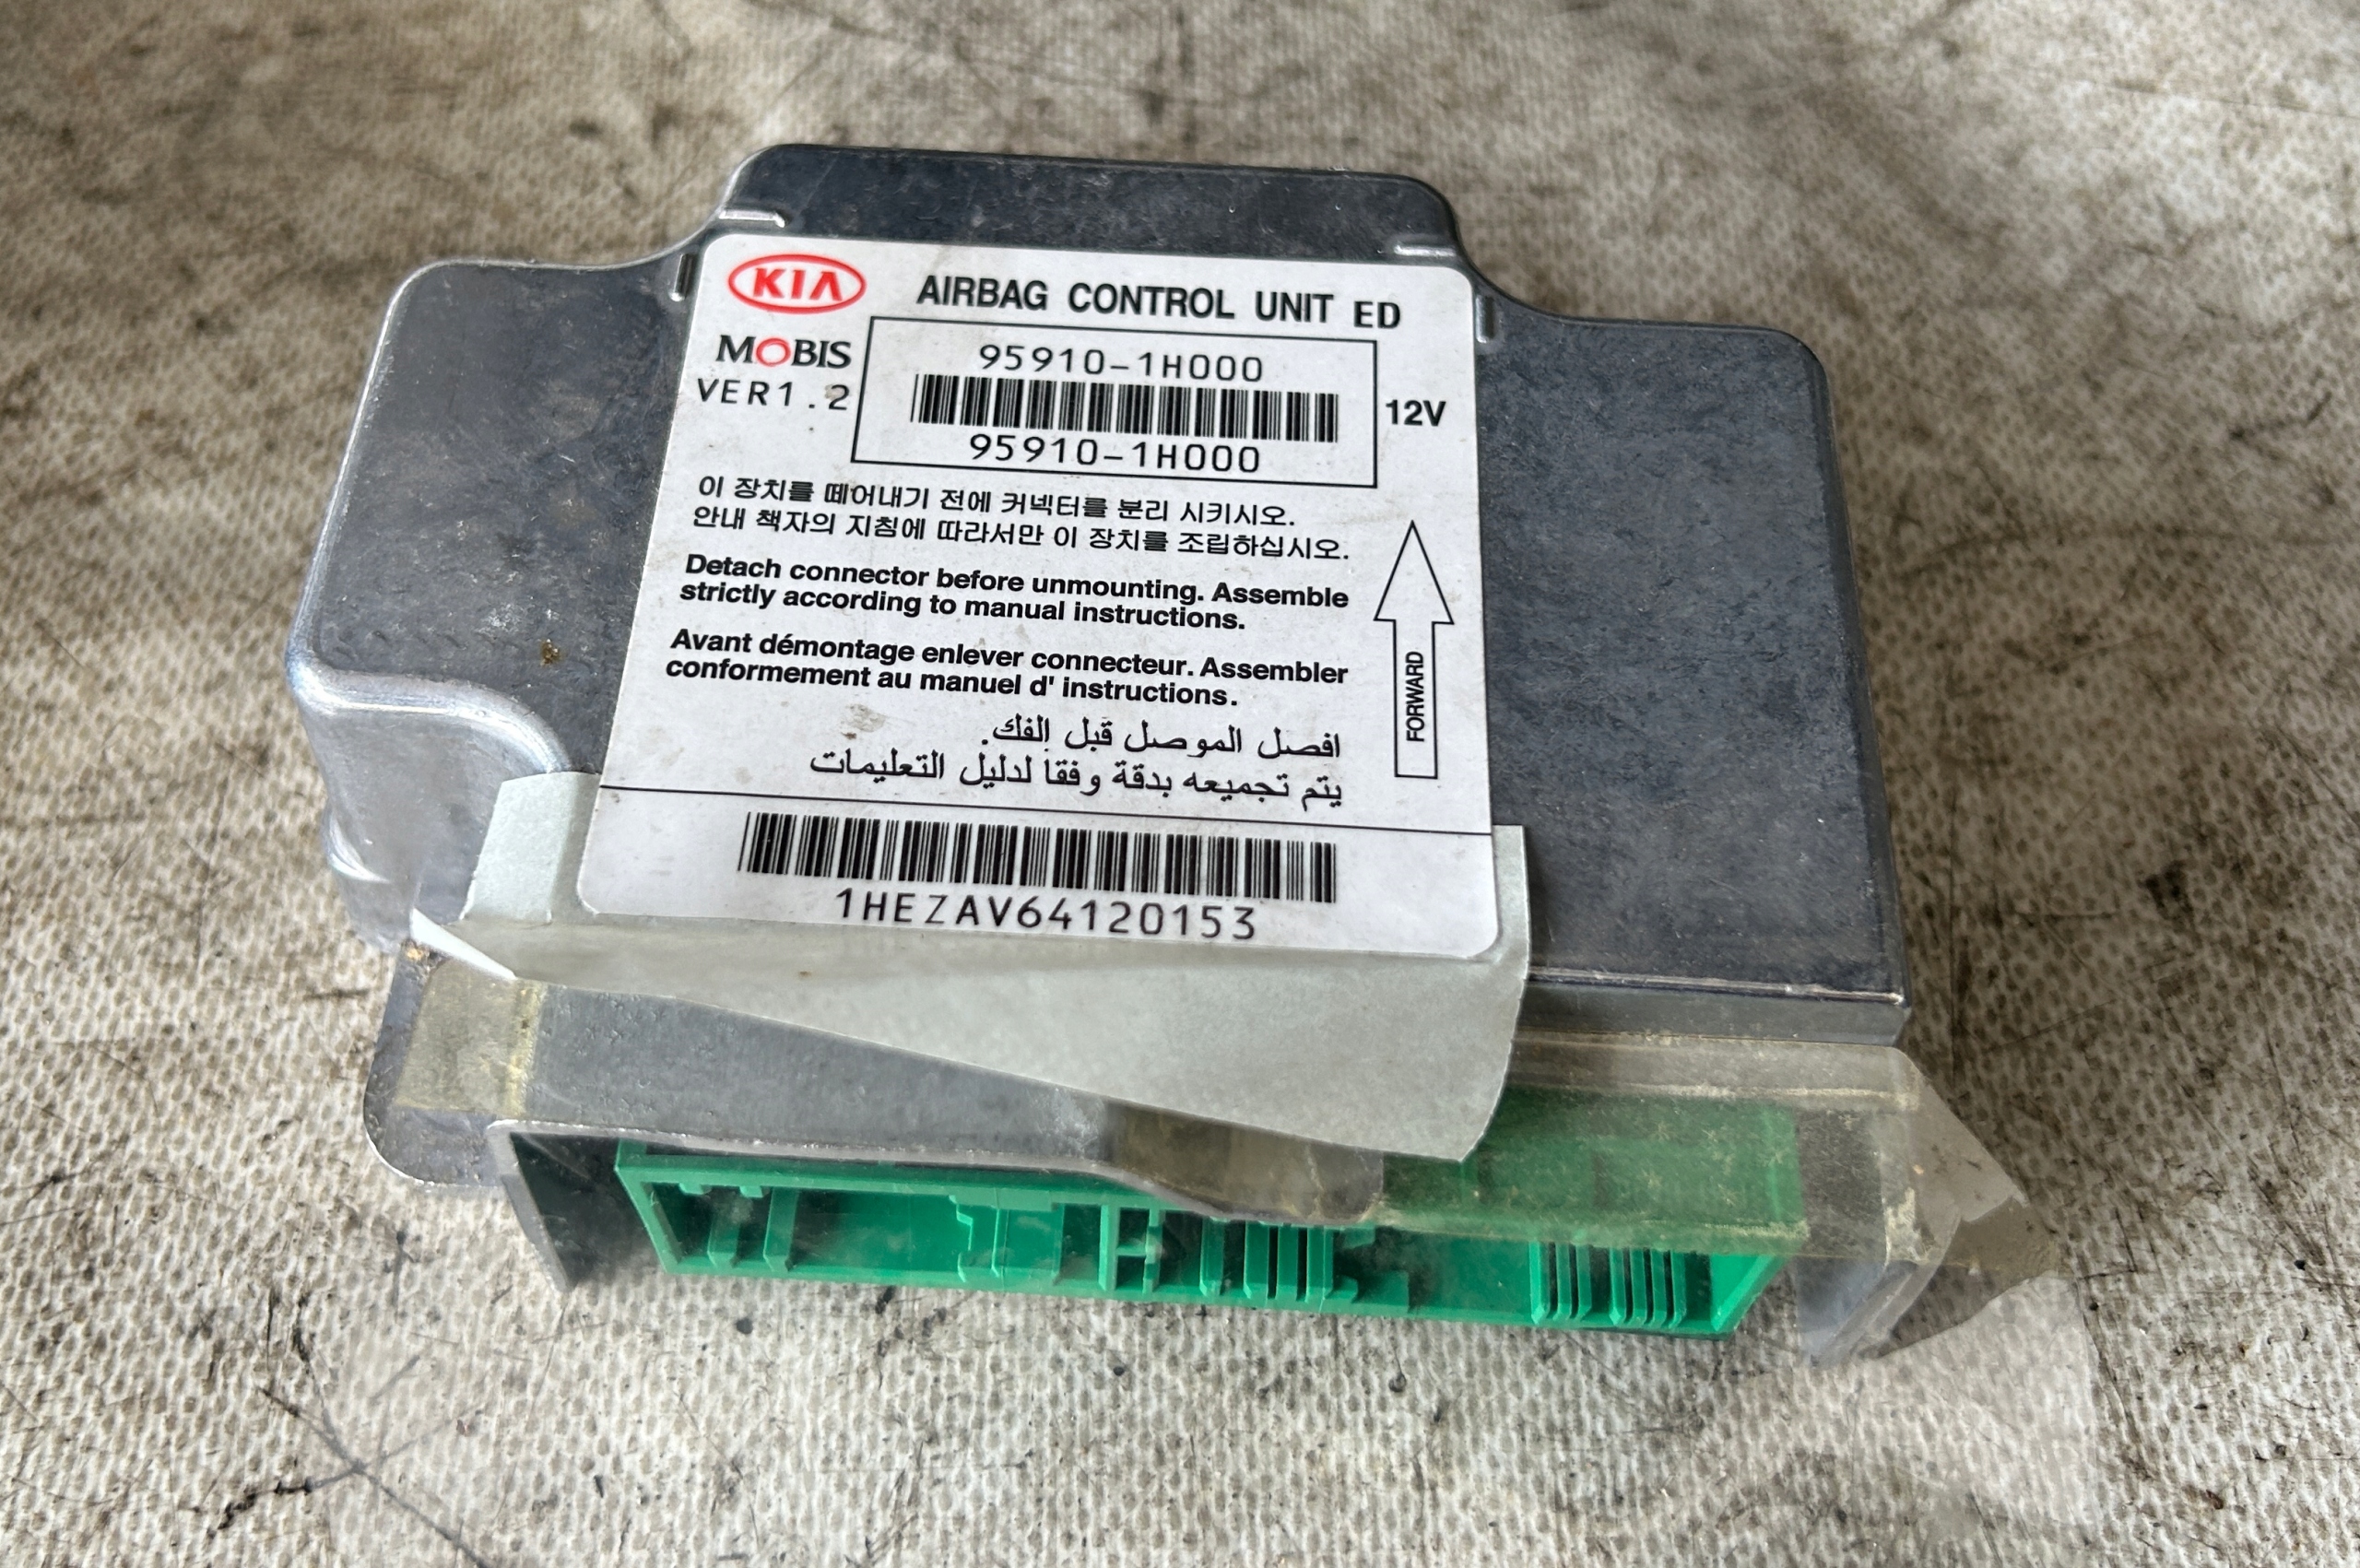 KIA
AIRBAG CONTROL UNIT ED
MOBIS
VER1.2
95910-1H000
95910-1H000
12V
이 장치를 떼어내기 전에 커넥터를 분리 시키시오.
안내 책자의 지침에 따라서만 이 장치를 조립하십시오.
Detach connector before unmounting. Assemble
strictly according to manual instructions.
Avant démontage enlever connecteur. Assembler
conformement au manuel d' instructions.
افصل الموصل قبل الفك.
يتم تجميعه بدقة وفقا لدليل التعليمات
FORWARD
1HEZAV64120153